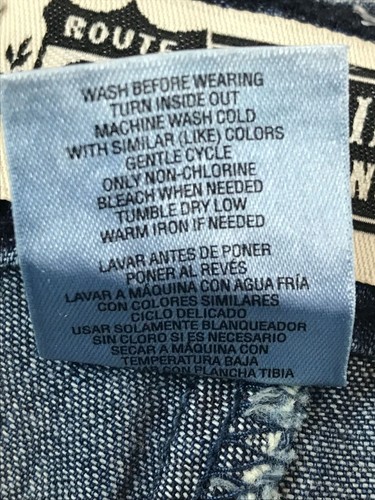 ROUTE
WASH BEFORE WEARING
TURN INSIDE OUT
MACHINE WASH COLD
WITH SIMILAR (LIKE) COLORS
GENTLE CYCLE
ONLY NON-CHLORINE
BLEACH WHEN NEEDED
TUMBLE DRY LOW
WARM IRON IF NEEDED
LAVAR ANTES DE PONER
PONER AL REVÉS
LAVAR A MÁQUINA CON AGUA FRÍA
CON COLORES SIMILARES
CICLO DELICADO
USAR SOLAMENTE BLANQUEADOR
SIN CLORO SI ES NECESARIO
SECAR A MÁQUINA CON
TEMPERATURA BAJA
CON PLANCHA TIBIA